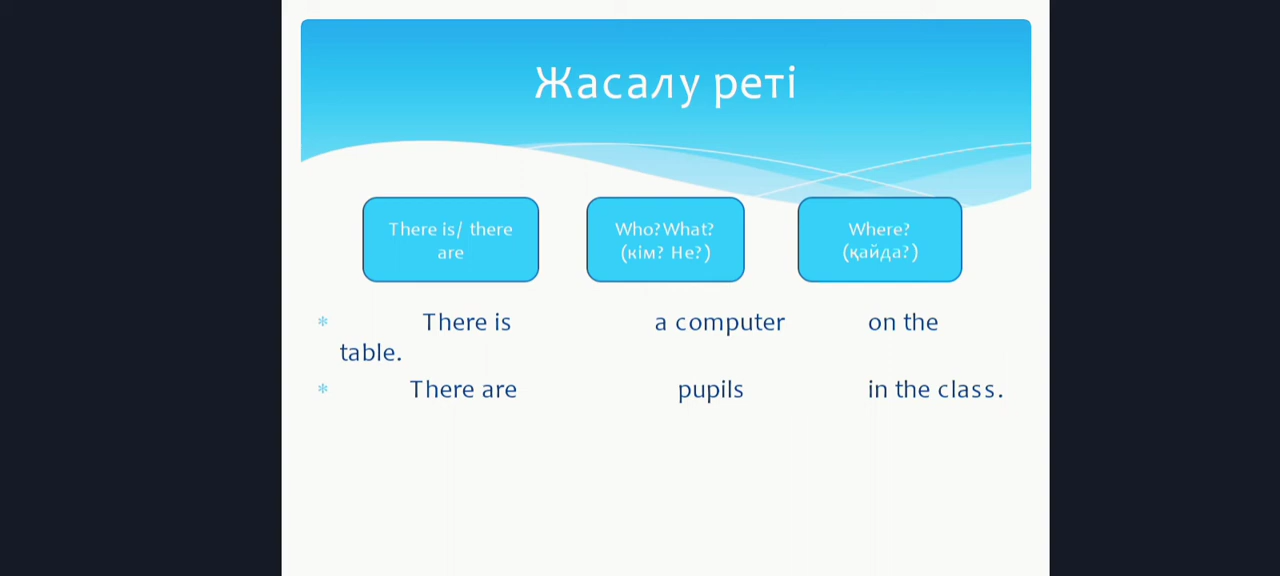 Жасалу реті
There is/ there
are
Who?What?
(кім? Не?)
Where?
(қайда?)
* There is a computer on the
table.
* There are pupils in the class.